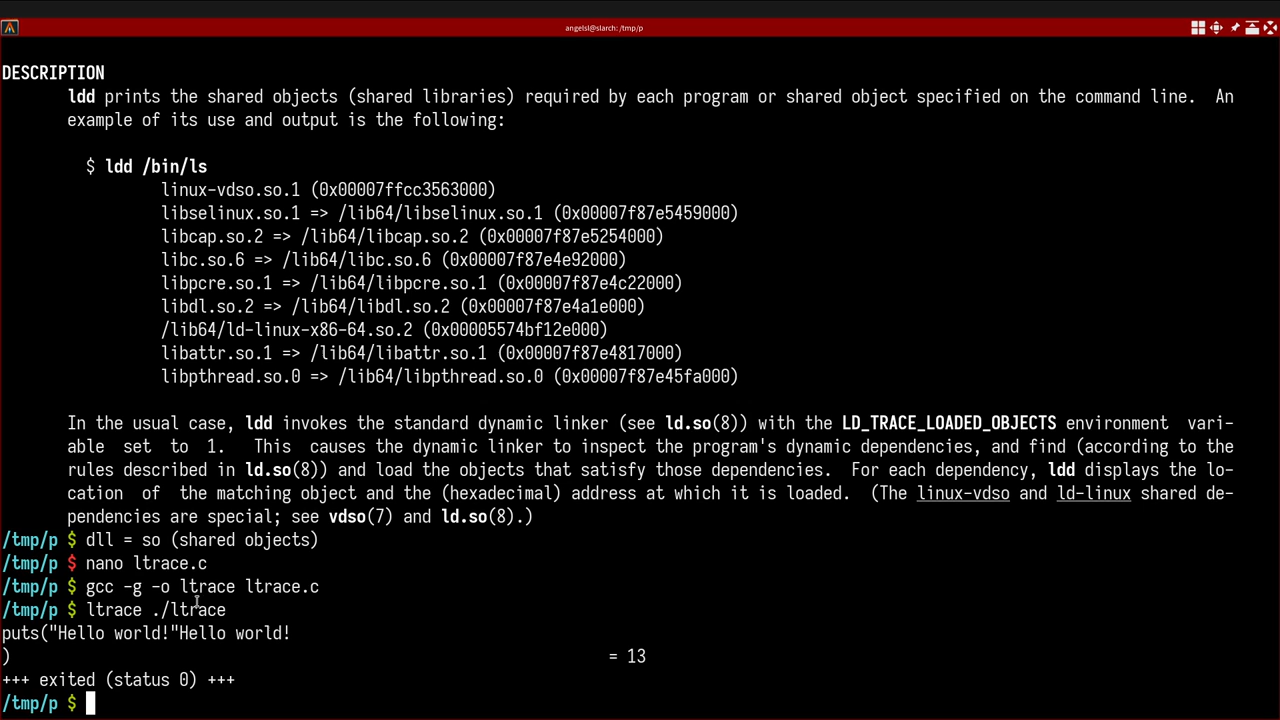 angelsl@slarch: /tmp/p
DESCRIPTION
ldd prints the shared objects (shared libraries) required by each program or shared object specified on the command line. An
example of its use and output is the following:
$ ldd /bin/ls
linux-vdso.so.1 (0x00007ffcc3563000)
libselinux.so.1 => /lib64/libselinux.so.1 (0x00007f87e5459000)
libcap.so.2 => /lib64/libcap.so.2 (0x00007f87e5254000)
libc.so.6 => /lib64/libc.so.6 (0x00007f87e4e92000)
libpcre.so.1 => /lib64/libpcre.so.1 (0x00007f87e4c22000)
libdl.so.2 => /lib64/libdl.so.2 (0x00007f87e4a1e000)
/lib64/ld-linux-x86-64.so.2 (0x00005574bf12e000)
libattr.so.1 => /lib64/libattr.so.1 (0x00007f87e4817000)
libpthread.so.0 => /lib64/libpthread.so.0 (0x00007f87e45fa000)
In the usual case, ldd invokes the standard dynamic linker (see ld.so(8)) with the LD_TRACE_LOADED_OBJECTS environment vari-
able set to 1. This causes the dynamic linker to inspect the program's dynamic dependencies, and find (according to the
rules described in ld.so(8)) and load the objects that satisfy those dependencies. For each dependency, ldd displays the lo-
cation of the matching object and the (hexadecimal) address at which it is loaded. (The linux-vdso and ld-linux shared de-
pendencies are special; see vdso(7) and ld.so(8).)
/tmp/p $ dll = so (shared objects)
/tmp/p $ nano ltrace.c
/tmp/p $ gcc -g -o ltrace ltrace.c
/tmp/p $ ltrace ./ltrace
puts("Hello world!"Hello world!
) = 13
+++ exited (status 0) +++
/tmp/p $